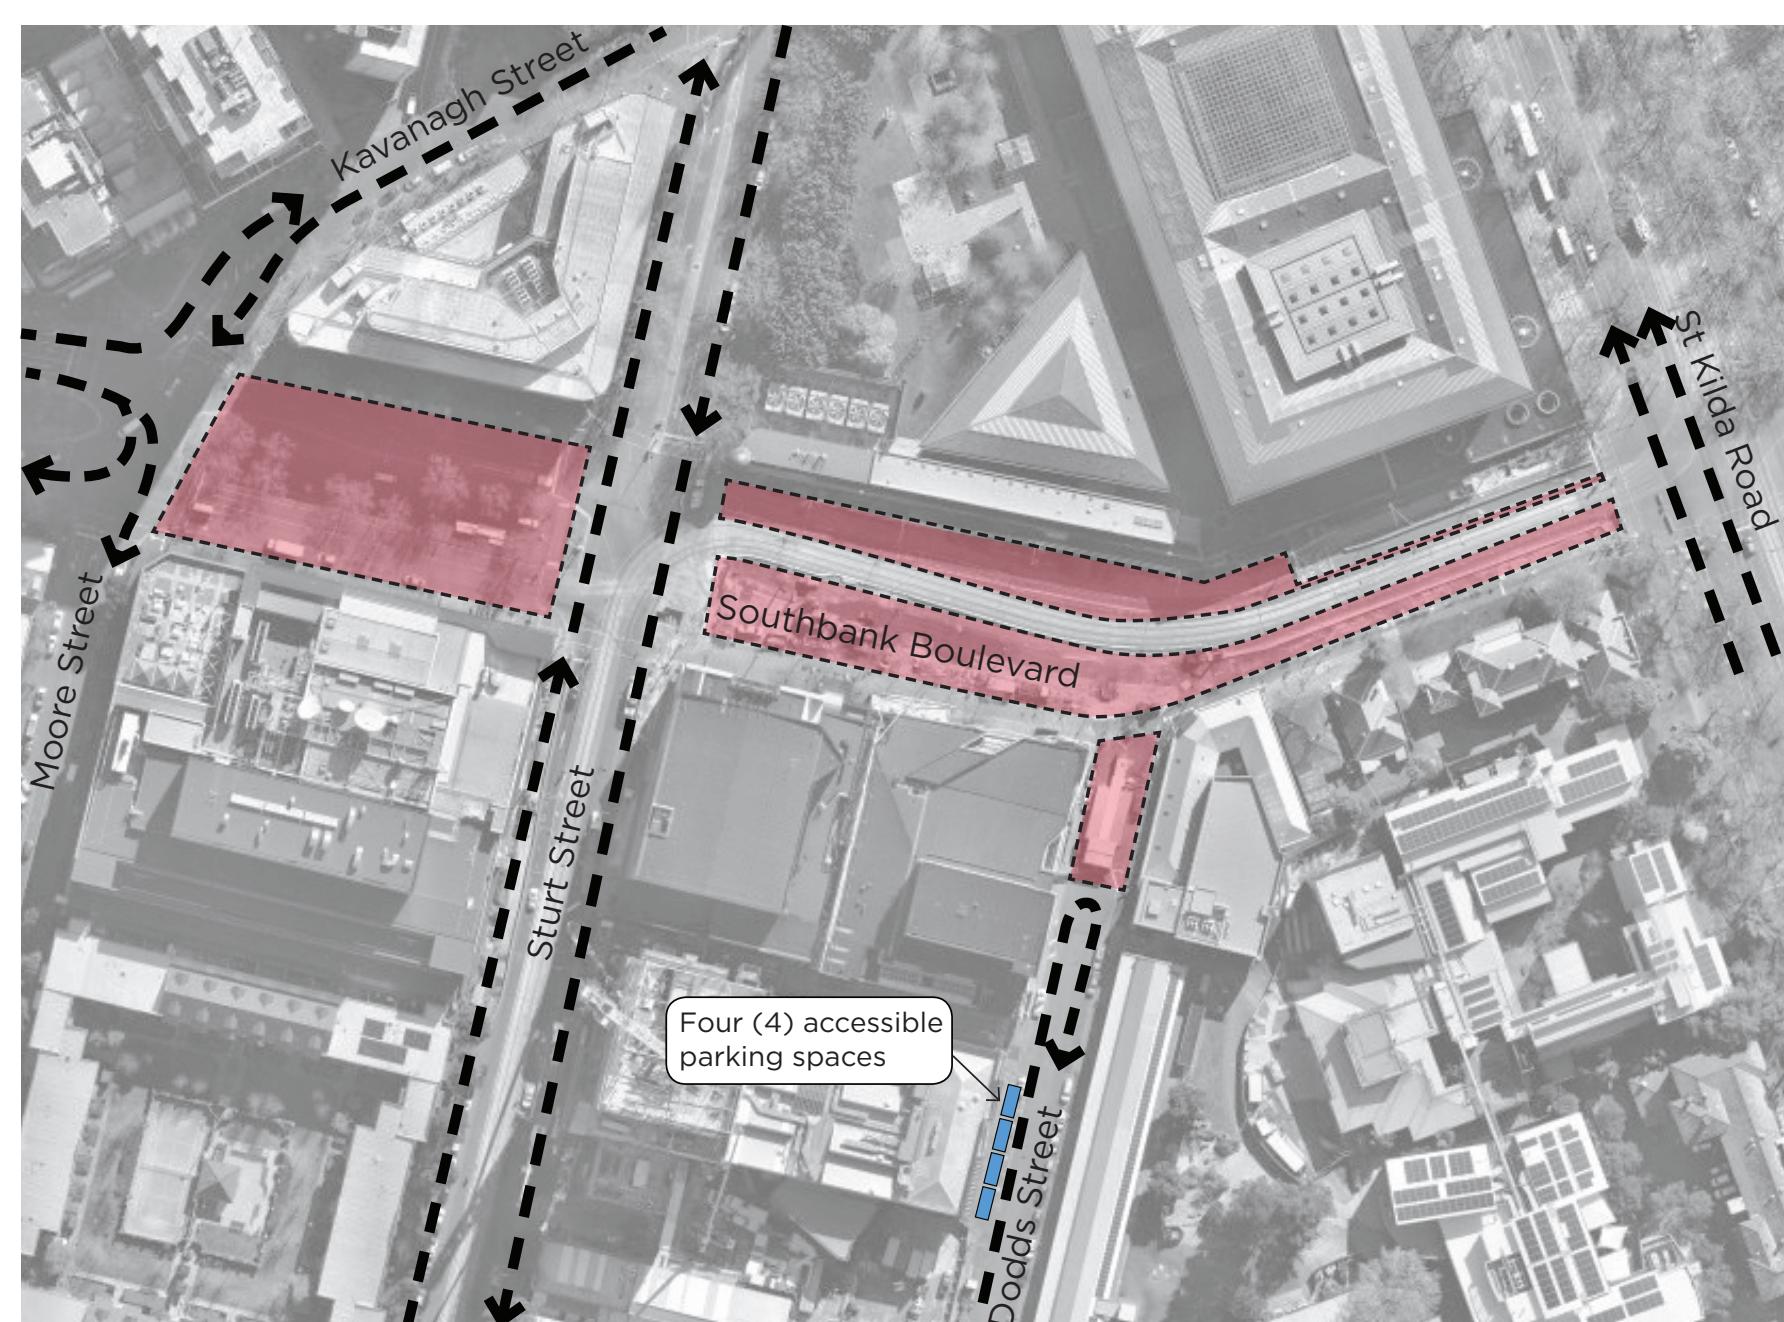 Kavanagh Street
St Kilda Road
Southbank Boulevard
Moore Street
Sturt Street
Four (4) accessible
parking spaces
Dodds Street